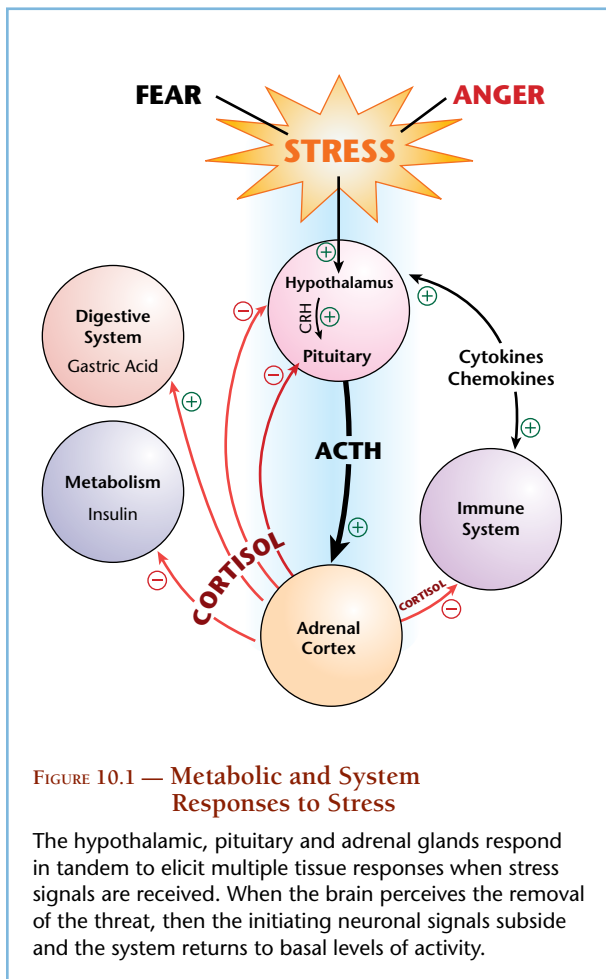 FEAR
ANGER
STRESS
+
Hypothalamus
CRH
+
Pituitary
−
−
+
Digestive
System
Gastric Acid
+
Cytokines
Chemokines
+
ACTH
Metabolism
Insulin
Immune
System
+
−
CORTISOL
CORTISOL
−
Adrenal
Cortex
FIGURE 10.1 — Metabolic and System
Responses to Stress
The hypothalamic, pituitary and adrenal glands respond
in tandem to elicit multiple tissue responses when stress
signals are received. When the brain perceives the removal
of the threat, then the initiating neuronal signals subside
and the system returns to basal levels of activity.